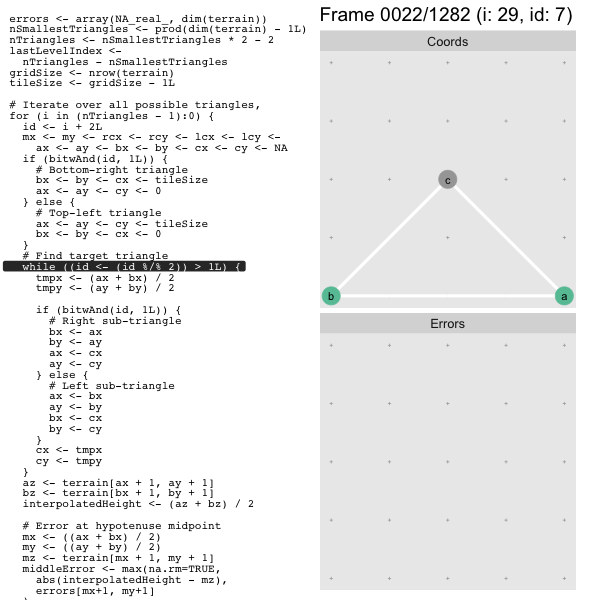 errors <- array(NA_real_, dim(terrain))
nSmallestTriangles <- prod(dim(terrain) - 1L)
nTriangles <- nSmallestTriangles * 2 - 2
lastLevelIndex <-
  nTriangles - nSmallestTriangles
gridSize <- nrow(terrain)
tileSize <- gridSize - 1L

# Iterate over all possible triangles,
for (i in (nTriangles - 1):0) {
  id <- i + 2L
  mx <- my <- rcx <- rcy <- lcx <- lcy <-
    ax <- ay <- bx <- by <- cx <- cy <- NA
  if (bitwAnd(id, 1L)) {
    # Bottom-right triangle
    bx <- by <- cx <- tileSize
    ax <- ay <- cy <- 0
  } else {
    # Top-left triangle
    ax <- ay <- cy <- tileSize
    bx <- by <- cx <- 0
  }
  # Find target triangle
  while ((id <- (id %/% 2)) > 1L) {
    tmpx <- (ax + bx) / 2
    tmpy <- (ay + by) / 2

    if (bitwAnd(id, 1L)) {
      # Right sub-triangle
      bx <- ax
      by <- ay
      ax <- cx
      ay <- cy
    } else {
      # Left sub-triangle
      ax <- bx
      ay <- by
      bx <- cx
      by <- cy
    }
    cx <- tmpx
    cy <- tmpy
  }
  az <- terrain[ax + 1, ay + 1]
  bz <- terrain[bx + 1, by + 1]
  interpolatedHeight <- (az + bz) / 2

  # Error at hypotenuse midpoint
  mx <- ((ax + bx) / 2)
  my <- ((ay + by) / 2)
  mz <- terrain[mx + 1, my + 1]
  middleError <- max(na.rm=TRUE,
    abs(interpolatedHeight - mz),
    errors[mx+1, my+1]
Frame 0022/1282 (i: 29, id: 7)
Coords
c
b
a
Errors